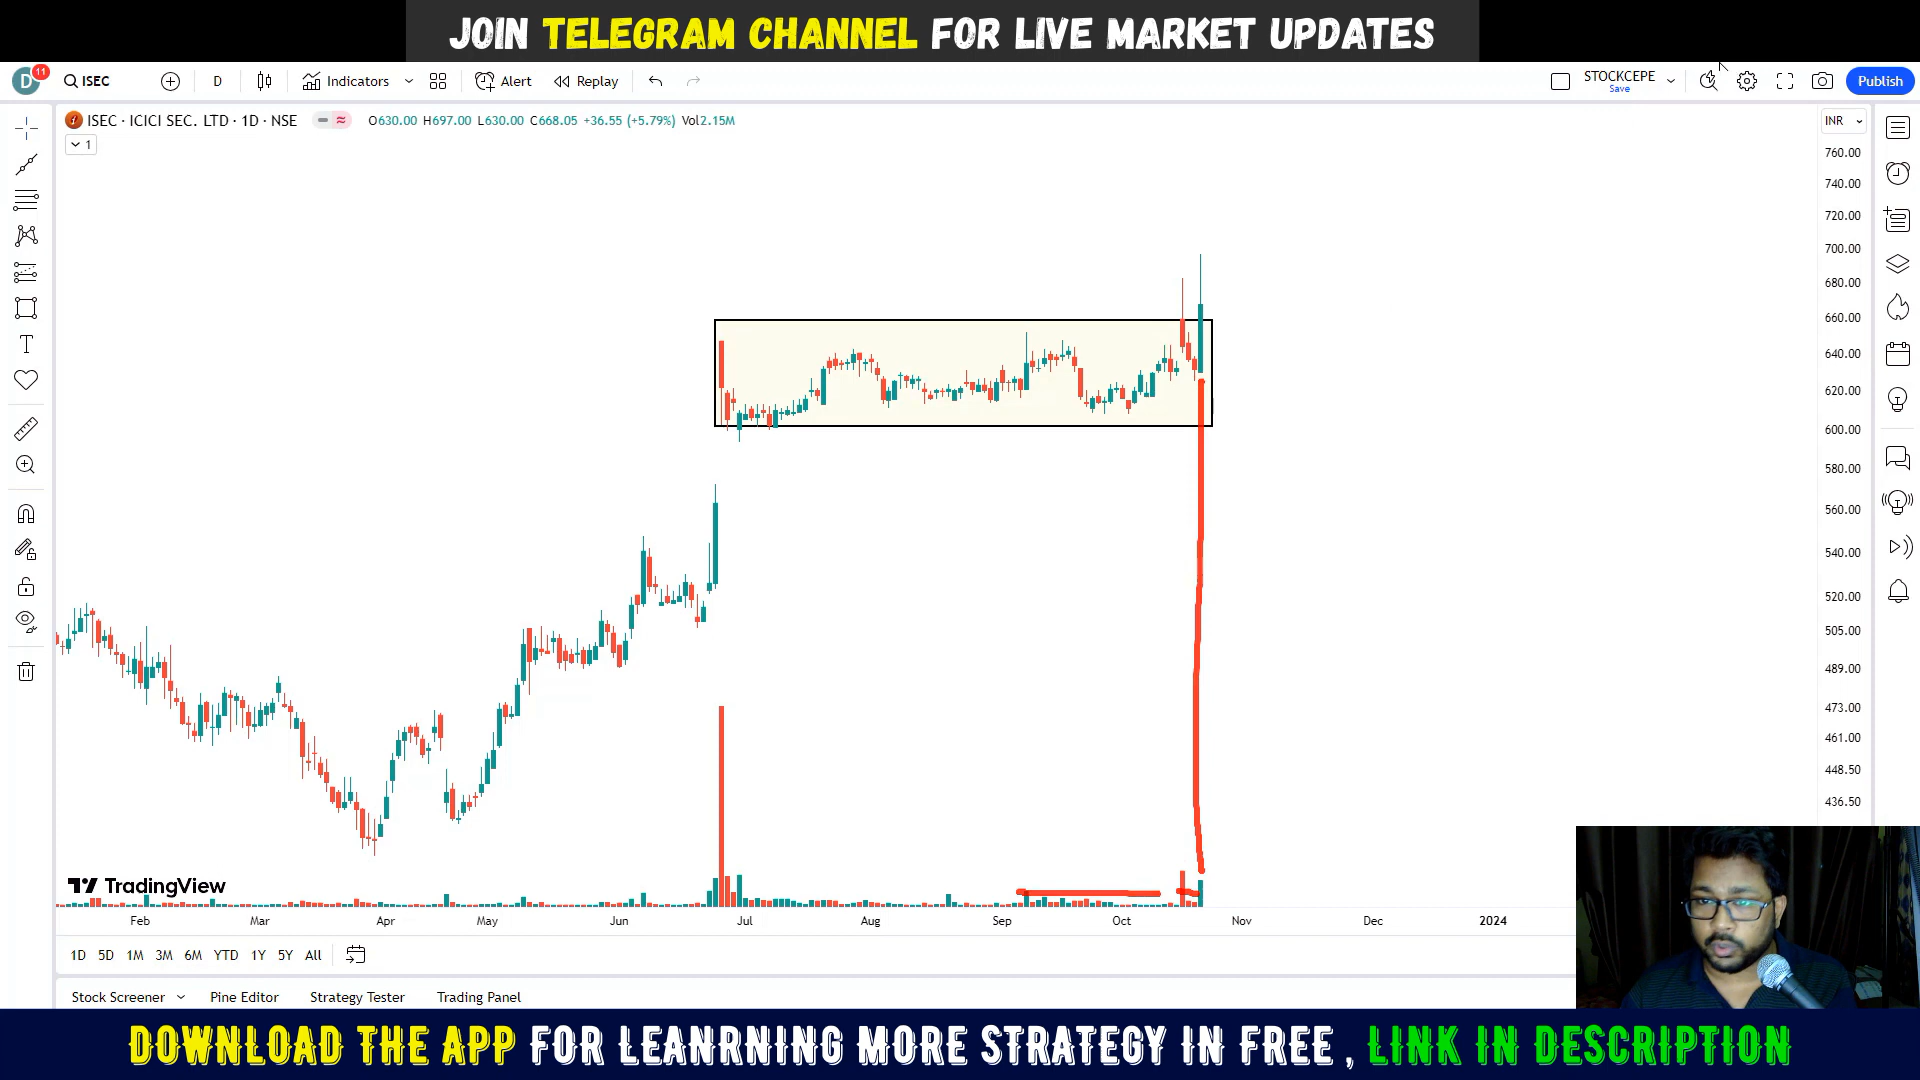 JOIN TELEGRAM CHANNEL FOR LIVE MARKET UPDATES
D 11 ISEC D Indicators Alert Replay STOCKCEPE Save Publish
ISEC · ICICI SEC. LTD · 1D · NSE O630.00 H697.00 L630.00 C668.05 +36.55 (+5.79%) Vol2.15M INR
1
760.00
740.00
720.00
700.00
680.00
660.00
640.00
620.00
600.00
580.00
560.00
540.00
520.00
505.00
489.00
473.00
461.00
448.50
436.50
TradingView
Feb Mar Apr May Jun Jul Aug Sep Oct Nov Dec 2024
1D 5D 1M 3M 6M YTD 1Y 5Y All
Stock Screener Pine Editor Strategy Tester Trading Panel
DOWNLOAD THE APP FOR LEANRNING MORE STRATEGY IN FREE , LINK IN DESCRIPTION